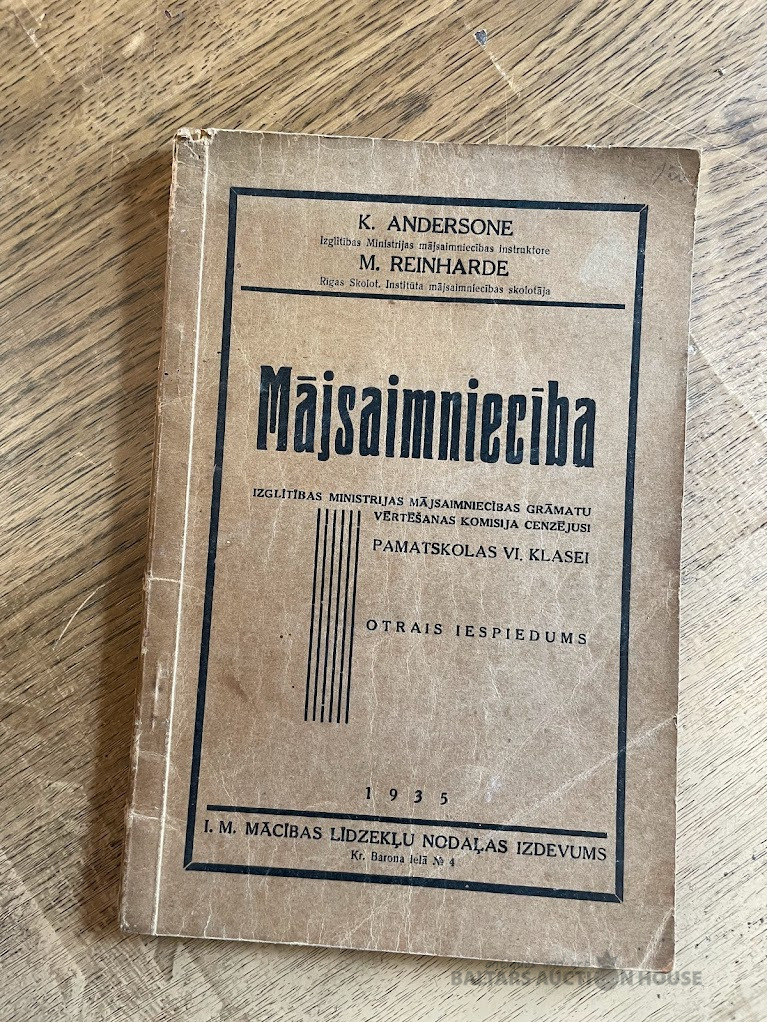 K. ANDERSONE
Izglītības Ministrijas mājsaimniecības instruktore
M. REINHARDE
Rīgas Skolot. Institūta mājsaimniecības skolotāja
Mājsaimniecība
IZGLĪTĪBAS MINISTRIJAS MĀJSAIMNIECĪBAS GRĀMATU
VĒRTĒŠANAS KOMISIJA CENZĒJUSI
PAMATSKOLAS VI. KLASEI
OTRAIS IESPIEDUMS
1935
I. M. MĀCĪBAS LĪDZEKĻU NODAĻAS IZDEVUMS
Kr. Barona ielā № 4
BALTARS AUCTION HOUSE